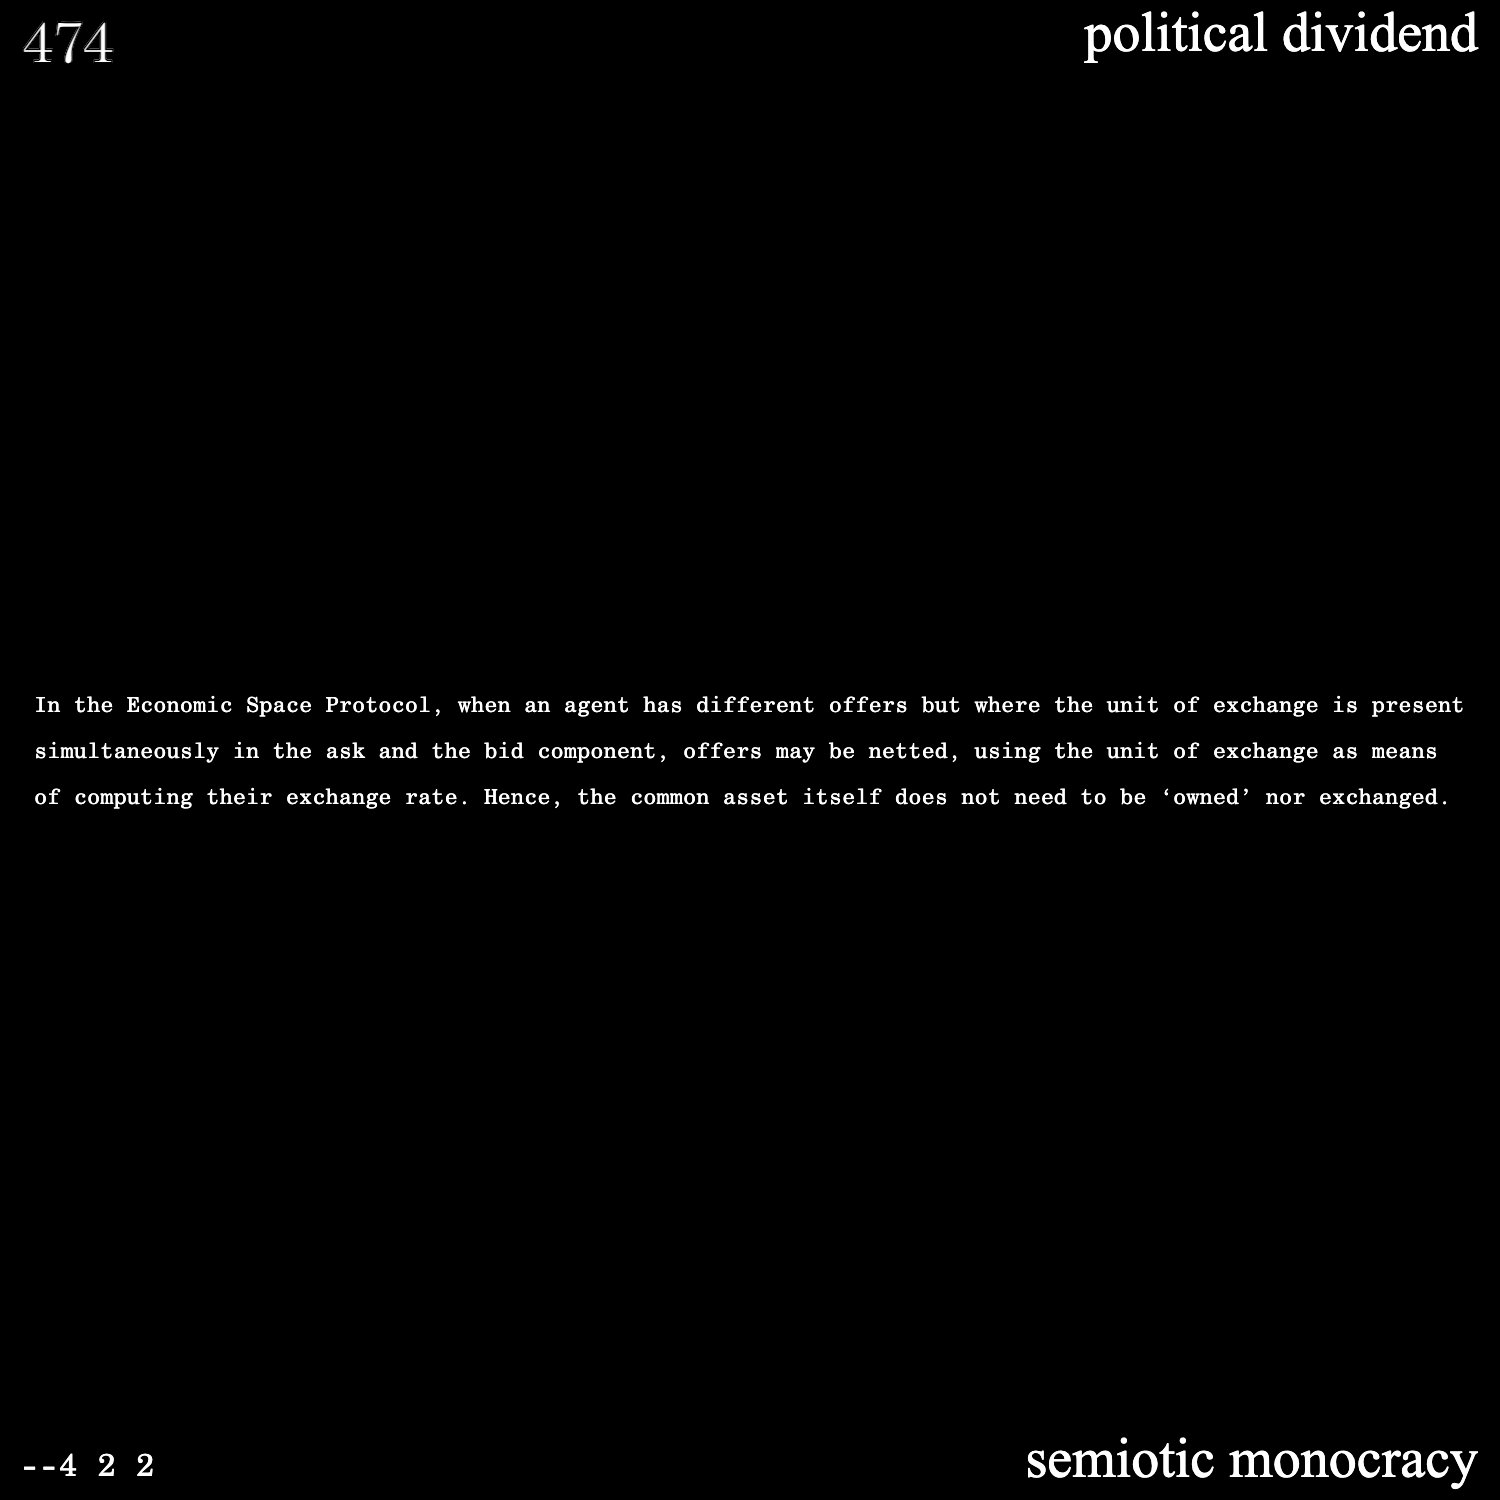 474
political dividend
In the Economic Space Protocol, when an agent has different offers but where the unit of exchange is present
simultaneously in the ask and the bid component, offers may be netted, using the unit of exchange as means
of computing their exchange rate. Hence, the common asset itself does not need to be ‘owned’ nor exchanged.
--4 2 2
semiotic monocracy